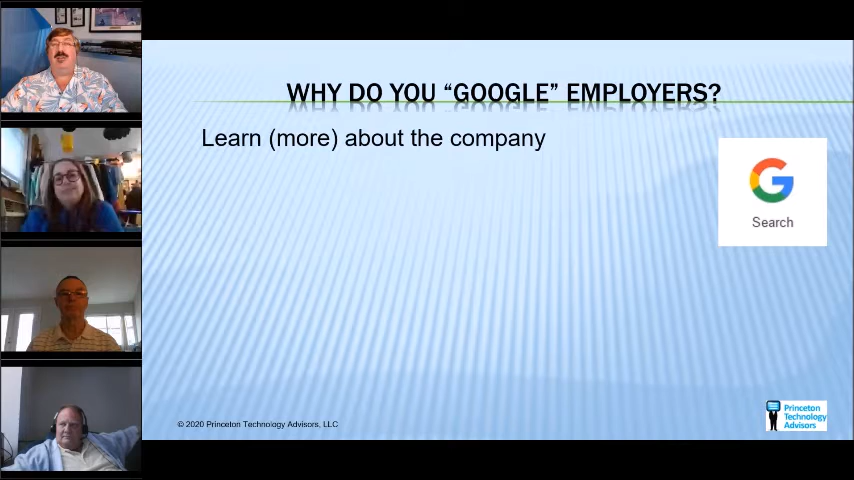 WHY DO YOU “GOOGLE” EMPLOYERS?
Learn (more) about the company
Search
© 2020 Princeton Technology Advisors, LLC
Princeton
Technology
Advisors